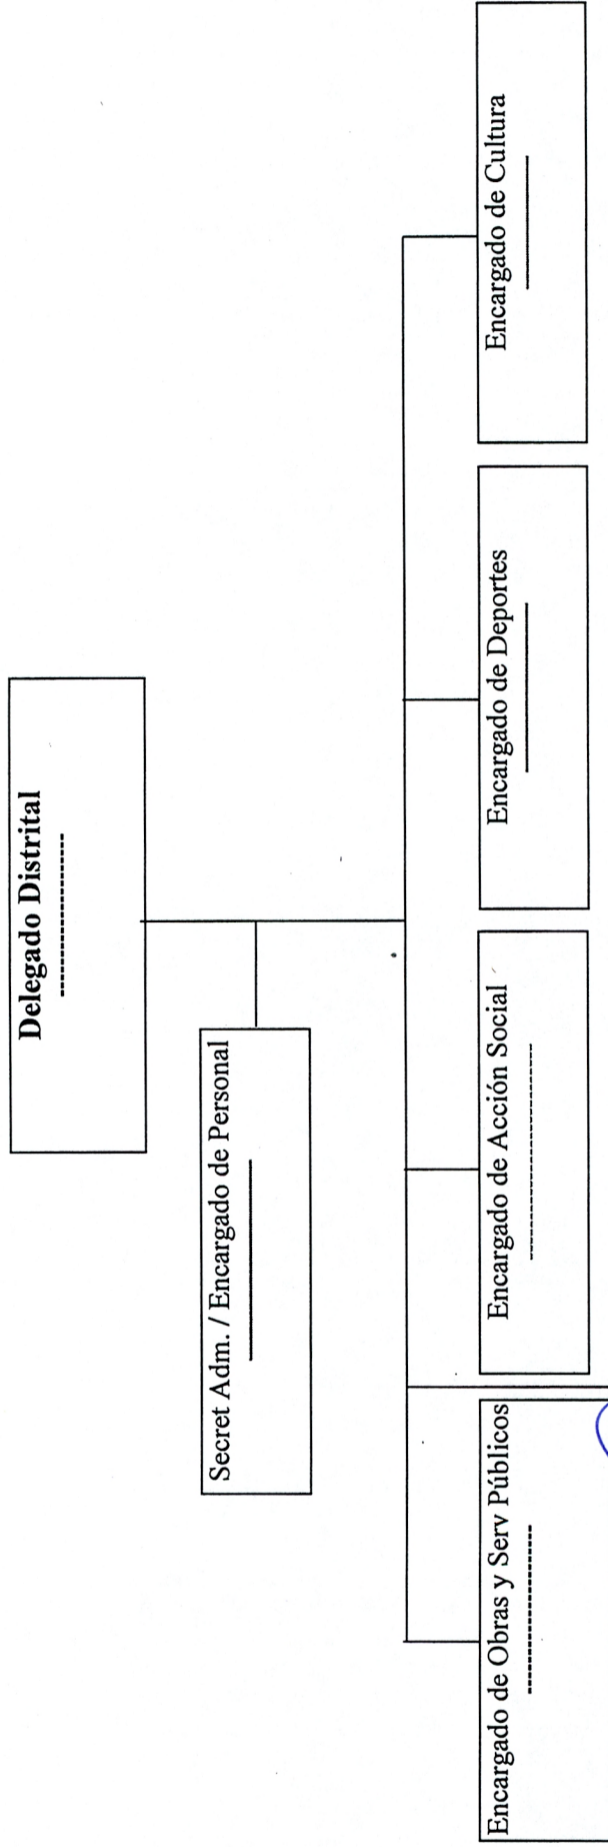 Delegado Distrital
Secret Adm. / Encargado de Personal
Encargado de Obras y Serv Públicos
Encargado de Acción Social
Encargado de Deportes
Encargado de Cultura